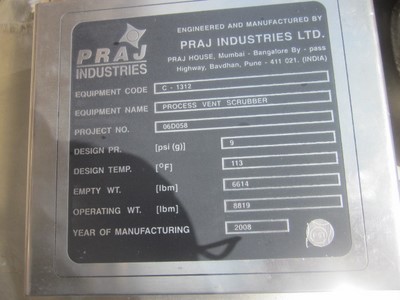 PRAJ
INDUSTRIES
ENGINEERED AND MANUFACTURED BY
PRAJ INDUSTRIES LTD.
PRAJ HOUSE, Mumbai - Bangalore By - pass
Highway, Bavdhan, Pune - 411 021. (INDIA)
EQUIPMENT CODE C - 1312
EQUIPMENT NAME PROCESS VENT SCRUBBER
PROJECT NO. 06D058
DESIGN PR. [psi (g)] 9
DESIGN TEMP. [°F] 113
EMPTY WT. [lbm] 6614
OPERATING WT. [lbm] 8819
YEAR OF MANUFACTURING 2008